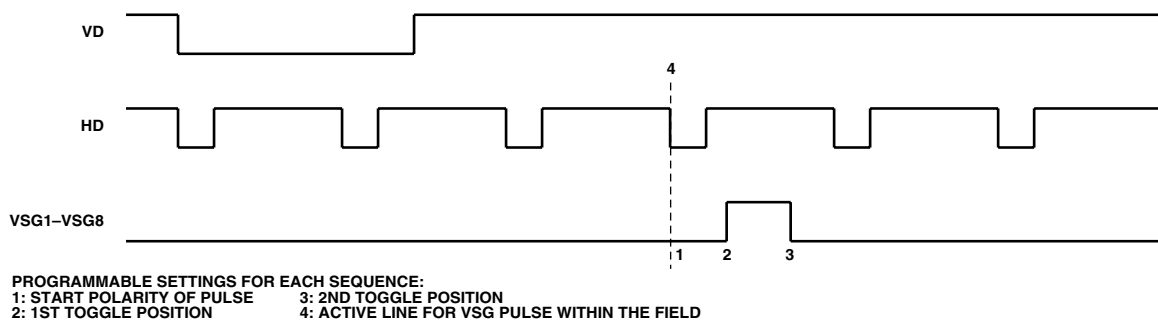 VD
4
HD
VSG1–VSG8
1 2 3
PROGRAMMABLE SETTINGS FOR EACH SEQUENCE:
1: START POLARITY OF PULSE 3: 2ND TOGGLE POSITION
2: 1ST TOGGLE POSITION 4: ACTIVE LINE FOR VSG PULSE WITHIN THE FIELD